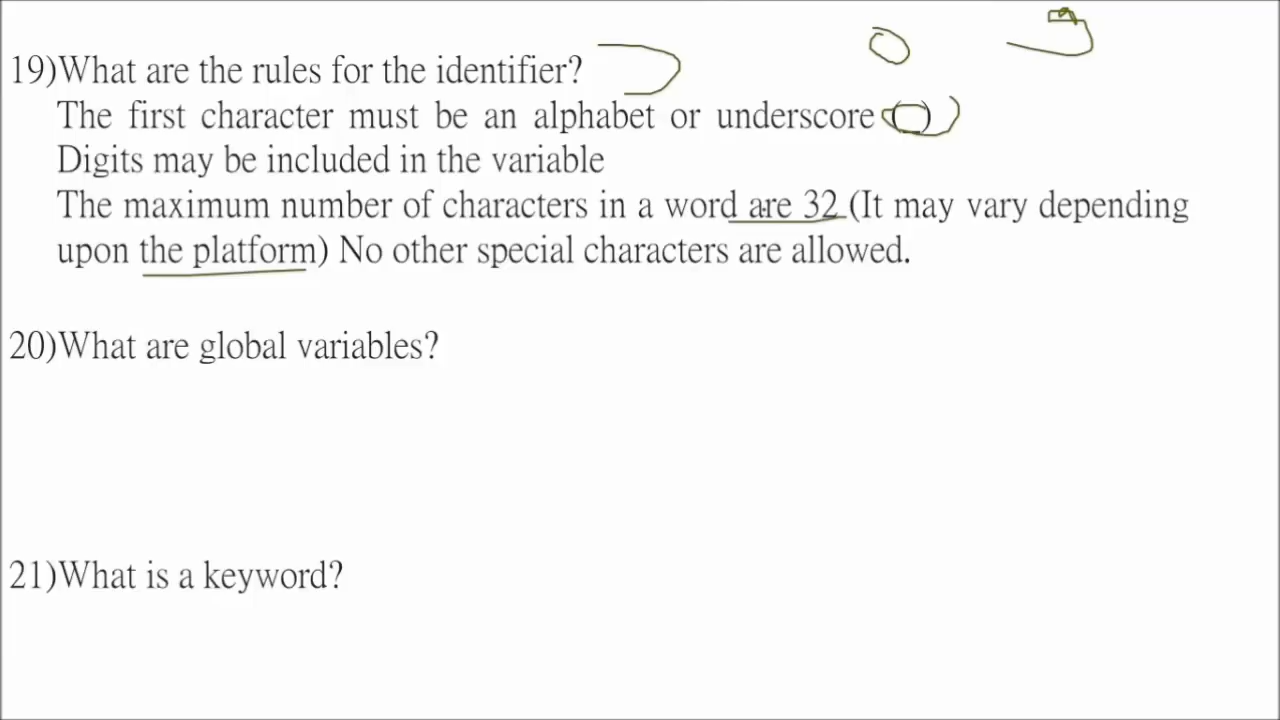 19)What are the rules for the identifier?
The first character must be an alphabet or underscore (_)
Digits may be included in the variable
The maximum number of characters in a word are 32 (It may vary depending
upon the platform) No other special characters are allowed.
20)What are global variables?
21)What is a keyword?